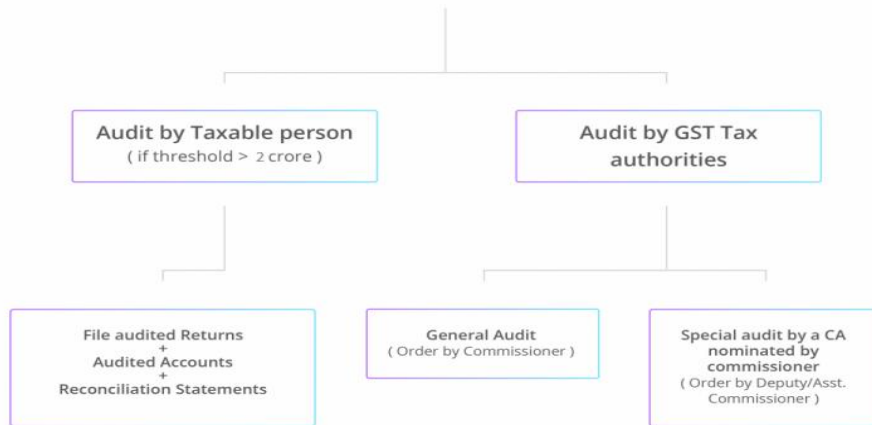 Audit by Taxable person
( if threshold > 2 crore )
Audit by GST Tax
authorities
File audited Returns
+
Audited Accounts
+
Reconciliation Statements
General Audit
( Order by Commissioner )
Special audit by a CA
nominated by
commissioner
( Order by Deputy/Asst.
Commissioner )